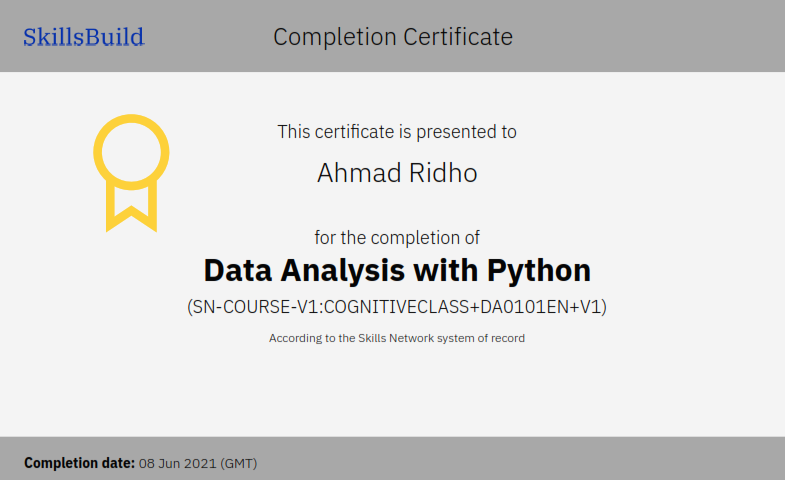 SkillsBuild
Completion Certificate
This certificate is presented to
Ahmad Ridho
for the completion of
Data Analysis with Python
(SN-COURSE-V1:COGNITIVECLASS+DA0101EN+V1)
According to the Skills Network system of record
Completion date: 08 Jun 2021 (GMT)